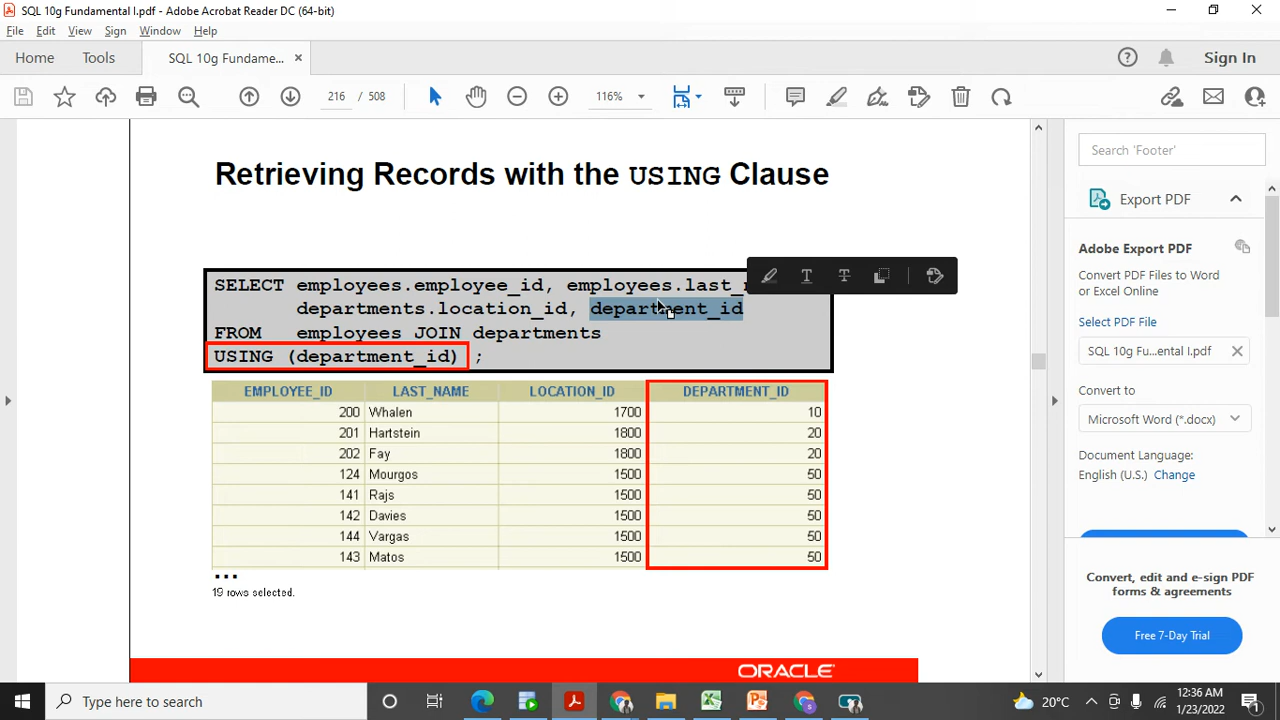 SQL 10g Fundamental I.pdf - Adobe Acrobat Reader DC (64-bit)
File Edit View Sign Window Help
Home Tools SQL 10g Fundame... ×
Sign In
216 / 508 116%
Retrieving Records with the USING Clause
SELECT employees.employee_id, employees.last_
departments.location_id, department_id
FROM employees JOIN departments
USING (department_id) ;
EMPLOYEE_ID LAST_NAME LOCATION_ID DEPARTMENT_ID
200 Whalen 1700 10
201 Hartstein 1800 20
202 Fay 1800 20
124 Mourgos 1500 50
141 Rajs 1500 50
142 Davies 1500 50
144 Vargas 1500 50
143 Matos 1500 50
...
19 rows selected.
ORACLE
Search 'Footer'
Export PDF
Adobe Export PDF
Convert PDF Files to Word
or Excel Online
Select PDF File
SQL 10g Fu...ental I.pdf
Convert to
Microsoft Word (*.docx)
Document Language:
English (U.S.) Change
Convert, edit and e-sign PDF
forms & agreements
Free 7-Day Trial
Type here to search
20°C
12:36 AM
1/23/2022